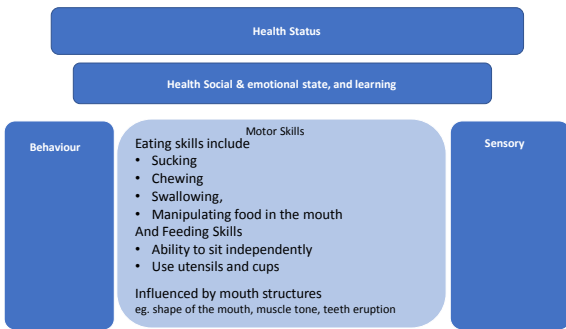 Health Status
Health Social & emotional state, and learning
Behaviour
Motor Skills
Eating skills include
• Sucking
• Chewing
• Swallowing,
• Manipulating food in the mouth
And Feeding Skills
• Ability to sit independently
• Use utensils and cups
Influenced by mouth structures
eg. shape of the mouth, muscle tone, teeth eruption
Sensory